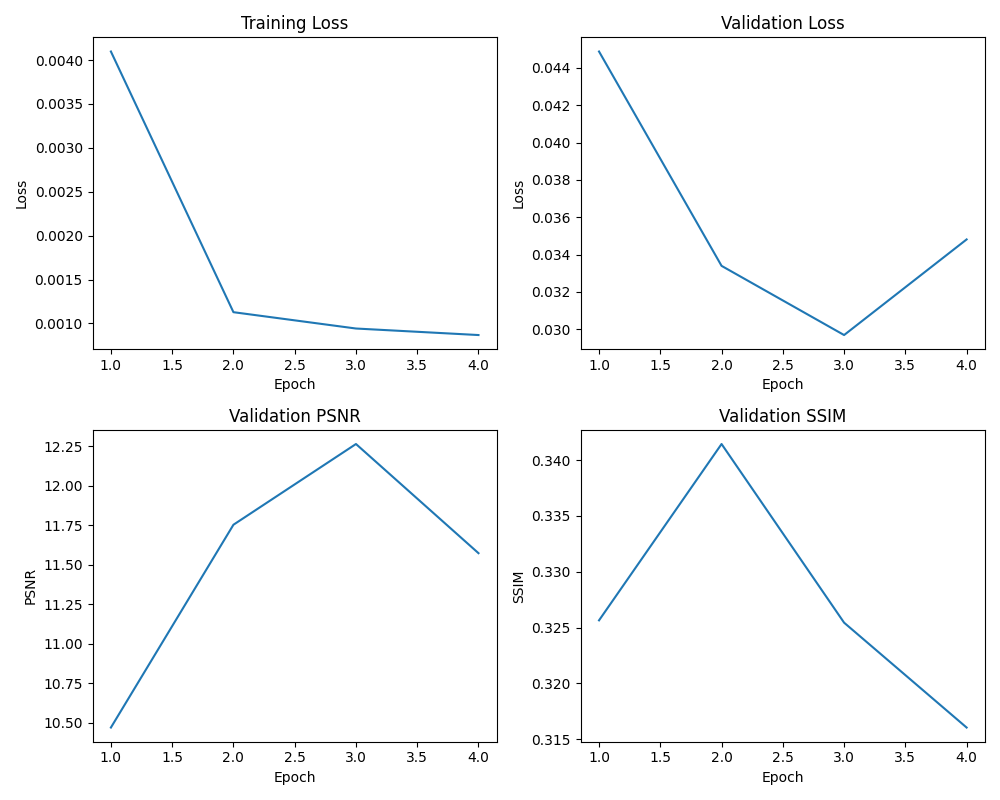 Training Loss
Loss
0.0040
0.0035
0.0030
0.0025
0.0020
0.0015
0.0010
1.0 1.5 2.0 2.5 3.0 3.5 4.0
Epoch
Validation Loss
Loss
0.044
0.042
0.040
0.038
0.036
0.034
0.032
0.030
1.0 1.5 2.0 2.5 3.0 3.5 4.0
Epoch
Validation PSNR
PSNR
12.25
12.00
11.75
11.50
11.25
11.00
10.75
10.50
1.0 1.5 2.0 2.5 3.0 3.5 4.0
Epoch
Validation SSIM
SSIM
0.340
0.335
0.330
0.325
0.320
0.315
1.0 1.5 2.0 2.5 3.0 3.5 4.0
Epoch